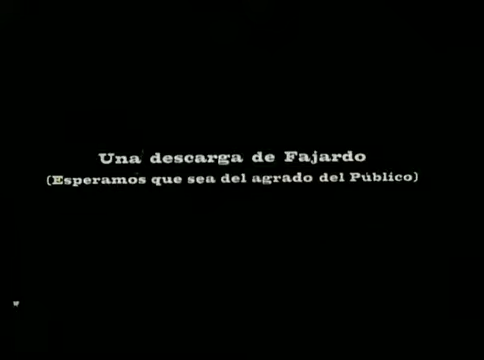 Una descarga de Fajardo
(Esperamos que sea del agrado del Público)